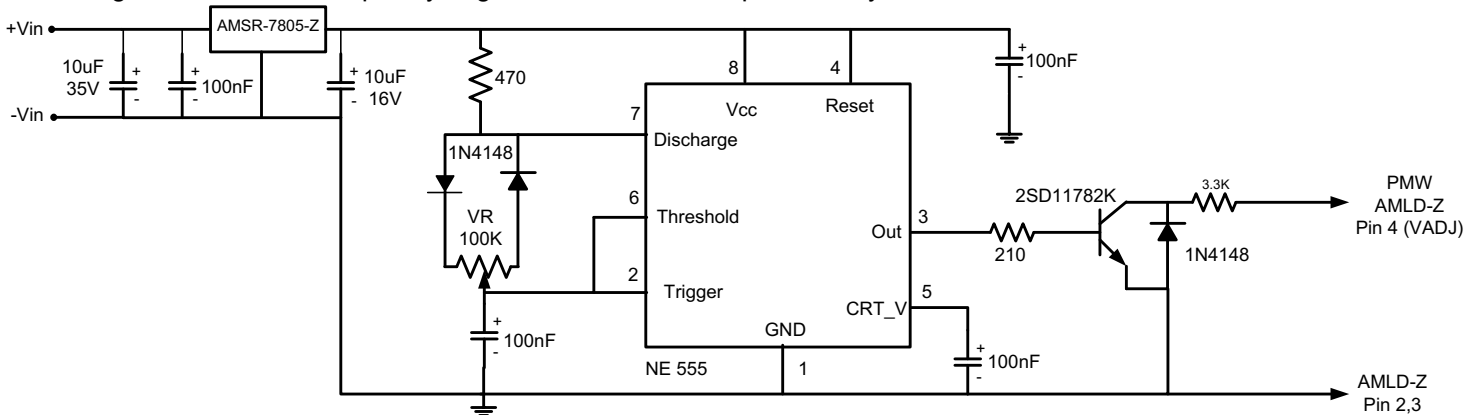 +Vin
AMSR-7805-Z
10uF
35V
+
-
+
-
100nF
+
-
10uF
16V
-Vin
470
8
4
Vcc
Reset
+
-
100nF
7
Discharge
1N4148
6
Threshold
VR
100K
2
Trigger
+
-
100nF
Out
3
210
2SD11782K
3.3K
1N4148
PMW
AMLD-Z
Pin 4 (VADJ)
CRT_V
5
GND
1
NE 555
+
-
100nF
AMLD-Z
Pin 2,3